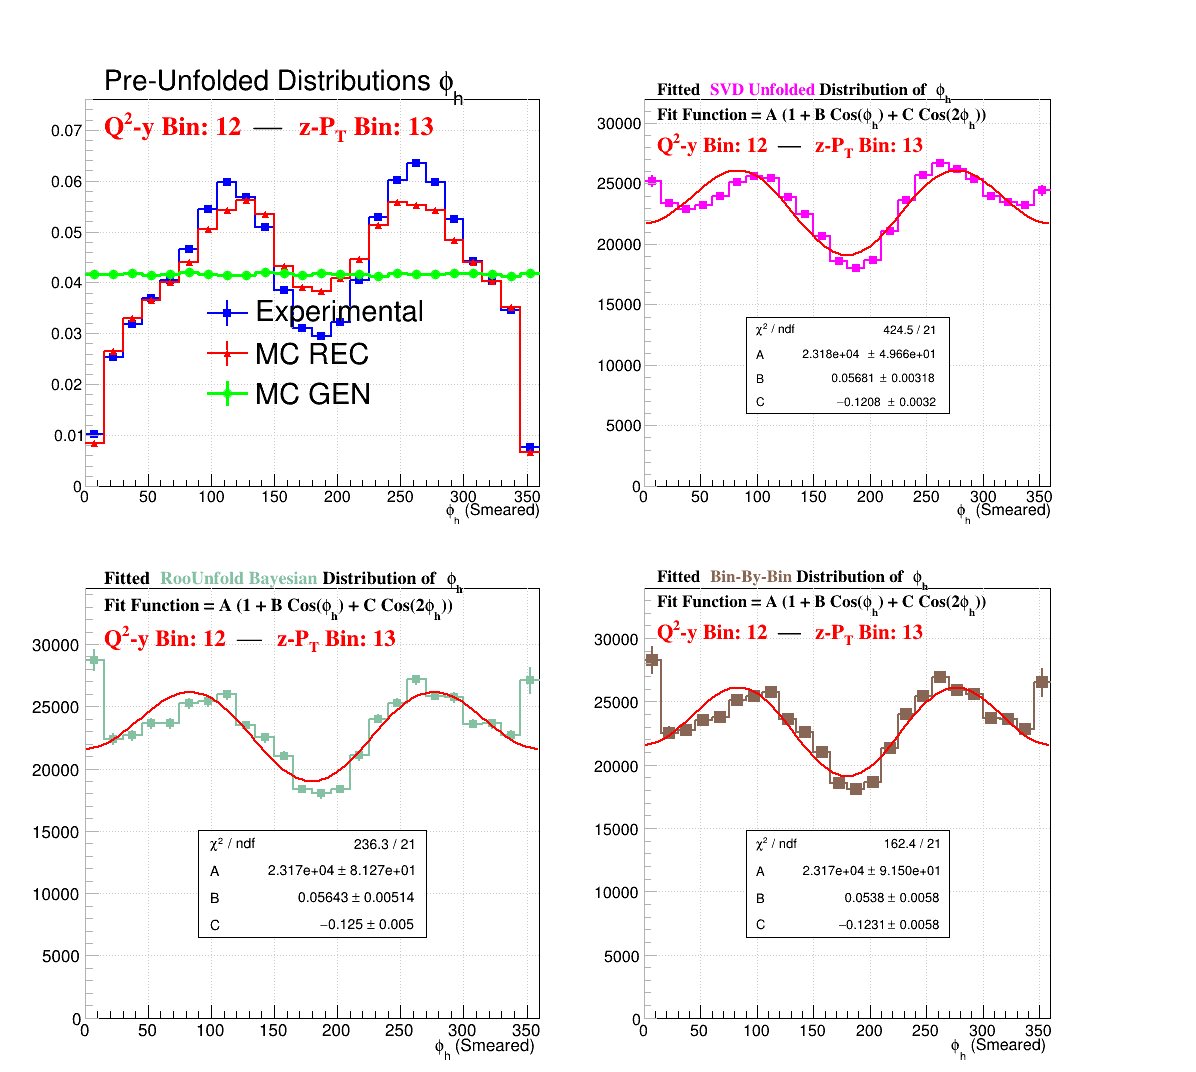 Pre-Unfolded Distributions ϕh
Q²-y Bin: 12 — z-PT Bin: 13
0.07
0.06
0.05
0.04
0.03
0.02
0.01
0
Experimental
MC REC
MC GEN
0 50 100 150 200 250 300 350
ϕh (Smeared)
Fitted SVD Unfolded Distribution of ϕh
Fit Function = A (1 + B Cos(ϕh) + C Cos(2ϕh))
Q²-y Bin: 12 — z-PT Bin: 13
30000
25000
20000
15000
10000
5000
0
χ² / ndf 424.5 / 21
A 2.318e+04 ± 4.966e+01
B 0.05681 ± 0.00318
C −0.1208 ± 0.0032
0 50 100 150 200 250 300 350
ϕh (Smeared)
Fitted RooUnfold Bayesian Distribution of ϕh
Fit Function = A (1 + B Cos(ϕh) + C Cos(2ϕh))
Q²-y Bin: 12 — z-PT Bin: 13
30000
25000
20000
15000
10000
5000
0
χ² / ndf 236.3 / 21
A 2.317e+04 ± 8.127e+01
B 0.05643 ± 0.00514
C −0.125 ± 0.005
0 50 100 150 200 250 300 350
ϕh (Smeared)
Fitted Bin-By-Bin Distribution of ϕh
Fit Function = A (1 + B Cos(ϕh) + C Cos(2ϕh))
Q²-y Bin: 12 — z-PT Bin: 13
30000
25000
20000
15000
10000
5000
0
χ² / ndf 162.4 / 21
A 2.317e+04 ± 9.150e+01
B 0.0538 ± 0.0058
C −0.1231 ± 0.0058
0 50 100 150 200 250 300 350
ϕh (Smeared)